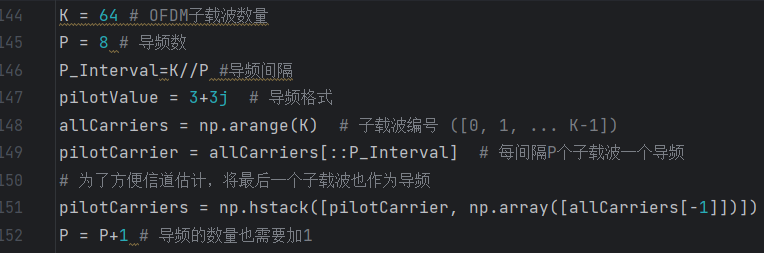 144 K = 64 # OFDM子载波数量
145 P = 8 # 导频数
146 P_Interval=K//P #导频间隔
147 pilotValue = 3+3j # 导频格式
148 allCarriers = np.arange(K) # 子载波编号 ([0, 1, ... K-1])
149 pilotCarrier = allCarriers[::P_Interval] # 每间隔P个子载波一个导频
150 # 为了方便信道估计，将最后一个子载波也作为导频
151 pilotCarriers = np.hstack([pilotCarrier, np.array([allCarriers[-1]])])
152 P = P+1 # 导频的数量也需要加1